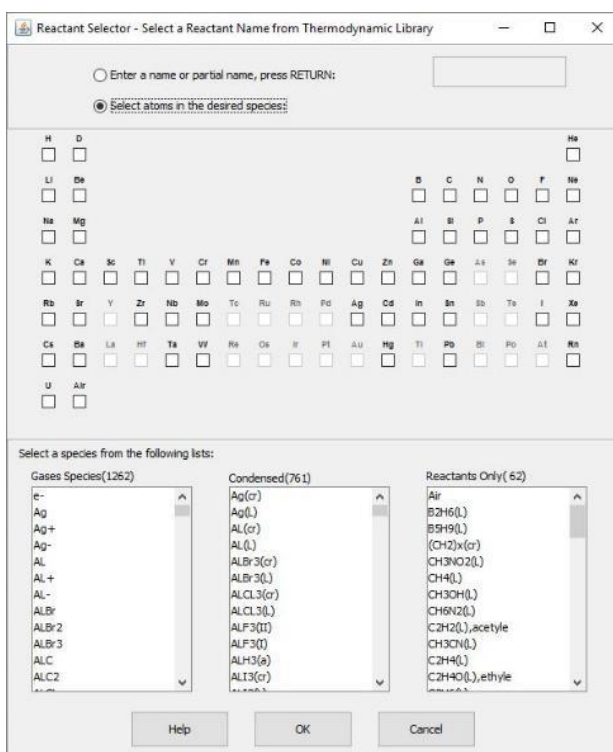 Reactant Selector - Select a Reactant Name from Thermodynamic Library
Enter a name or partial name, press RETURN:
Select atoms in the desired species:
H D He
Li Be B C N O F Ne
Na Mg Al Si P S Cl Ar
K Ca Sc Ti V Cr Mn Fe Co Ni Cu Zn Ga Ge As Se Br Kr
Rb Sr Y Zr Nb Mo Tc Ru Rh Pd Ag Cd In Sn Sb Te I Xe
Cs Ba La Hf Ta W Re Os Ir Pt Au Hg Tl Pb Bi Po At Rn
U Air
Select a species from the following lists:
Gases Species(1262) Condensed(761) Reactants Only( 62)
e- Ag(cr) Air
Ag Ag(L) B2H6(L)
Ag+ AL(cr) B5H9(L)
Ag- AL(L) (CH2)x(cr)
AL ALBr3(cr) CH3NO2(L)
AL+ ALBr3(L) CH4(L)
AL- ALCL3(cr) CH3OH(L)
ALBr ALCL3(L) CH6N2(L)
ALBr2 ALF3(II) C2H2(L),acetyle
ALBr3 ALF3(I) CH3CN(L)
ALC ALH3(a) C2H4(L)
ALC2 ALI3(cr) C2H4O(L),ethyle
Help OK Cancel